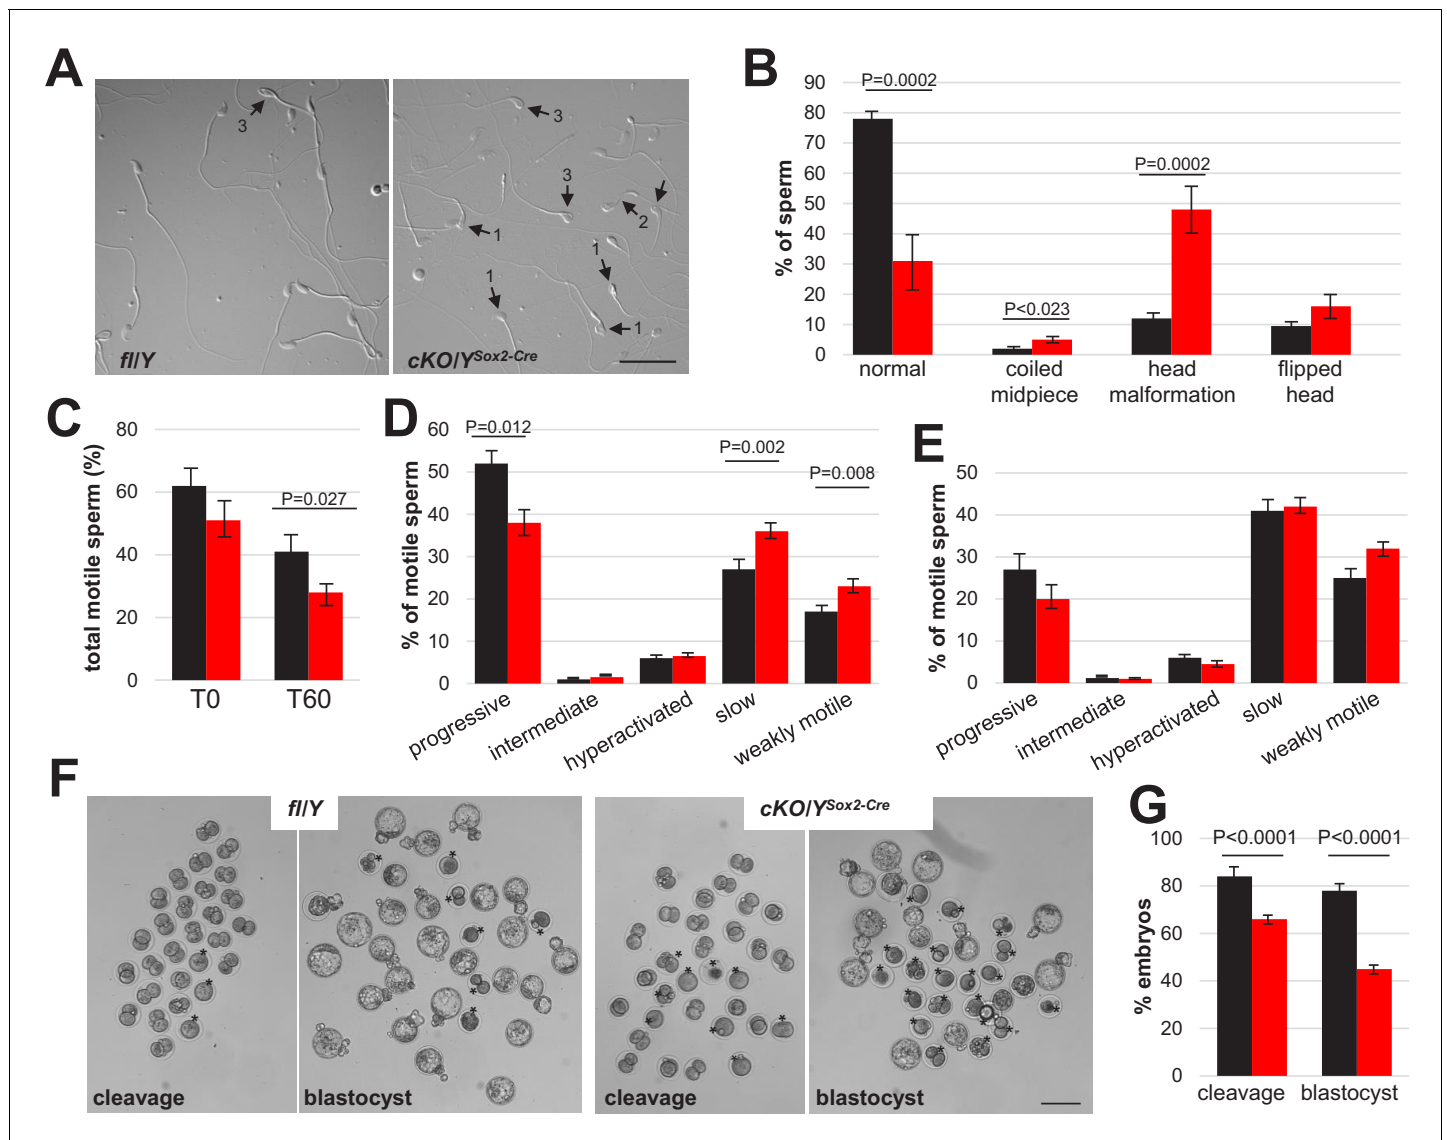 A
3
fl/Y
3
3
2
1
1
1
1
cKO/Y Sox2-Cre
B
% of sperm
90
80
70
60
50
40
30
20
10
0
P=0.0002
P<0.023
P=0.0002
normal
coiled midpiece
head malformation
flipped head
C
total motile sperm (%)
80
60
40
20
0
P=0.027
T0
T60
D
% of motile sperm
60
50
40
30
20
10
0
P=0.012
P=0.002
P=0.008
progressive
intermediate
hyperactivated
slow
weakly motile
E
% of motile sperm
50
40
30
20
10
0
progressive
intermediate
hyperactivated
slow
weakly motile
F
fl/Y
cKO/Y Sox2-Cre
cleavage
blastocyst
cleavage
blastocyst
G
% embryos
100
80
60
40
20
0
P<0.0001
P<0.0001
cleavage
blastocyst